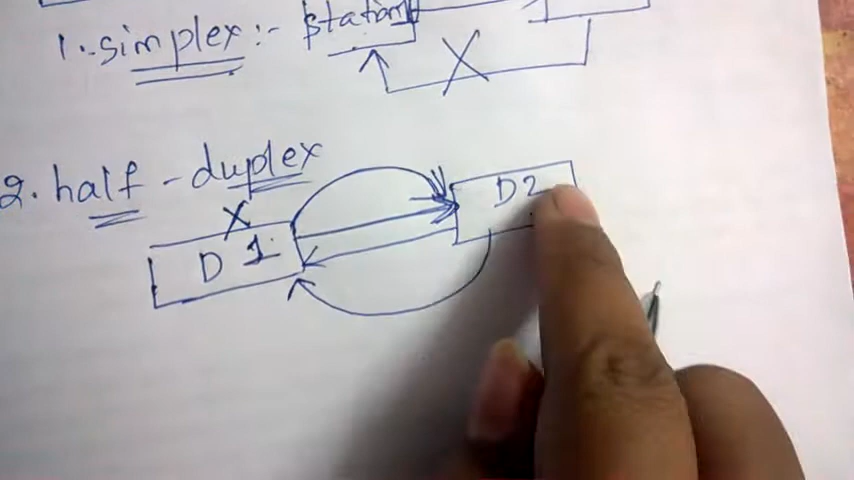 1. simplex :- station
2. half - duplex
D 1
D2